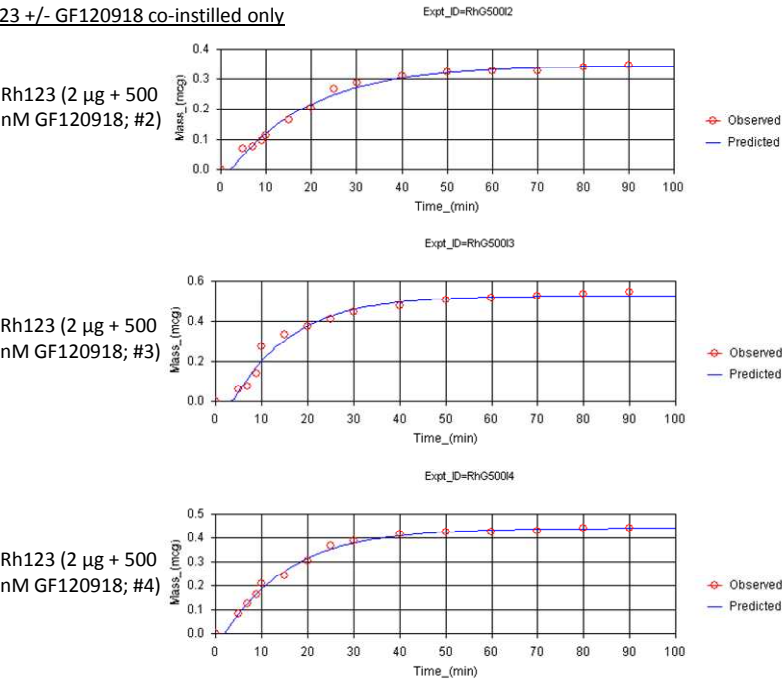 23 +/- GF120918 co-instilled only
Expt_ID=RhG500I2
Rh123 (2 µg + 500
nM GF120918; #2)
Mass_(mcg)
0.4
0.3
0.2
0.1
0.0
0 10 20 30 40 50 60 70 80 90 100
Time_(min)
Observed
Predicted
Expt_ID=RhG500I3
Rh123 (2 µg + 500
nM GF120918; #3)
Mass_(mcg)
0.6
0.4
0.2
0.0
0 10 20 30 40 50 60 70 80 90 100
Time_(min)
Observed
Predicted
Expt_ID=RhG500I4
Rh123 (2 µg + 500
nM GF120918; #4)
Mass_(mcg)
0.5
0.4
0.3
0.2
0.1
0.0
0 10 20 30 40 50 60 70 80 90 100
Time_(min)
Observed
Predicted